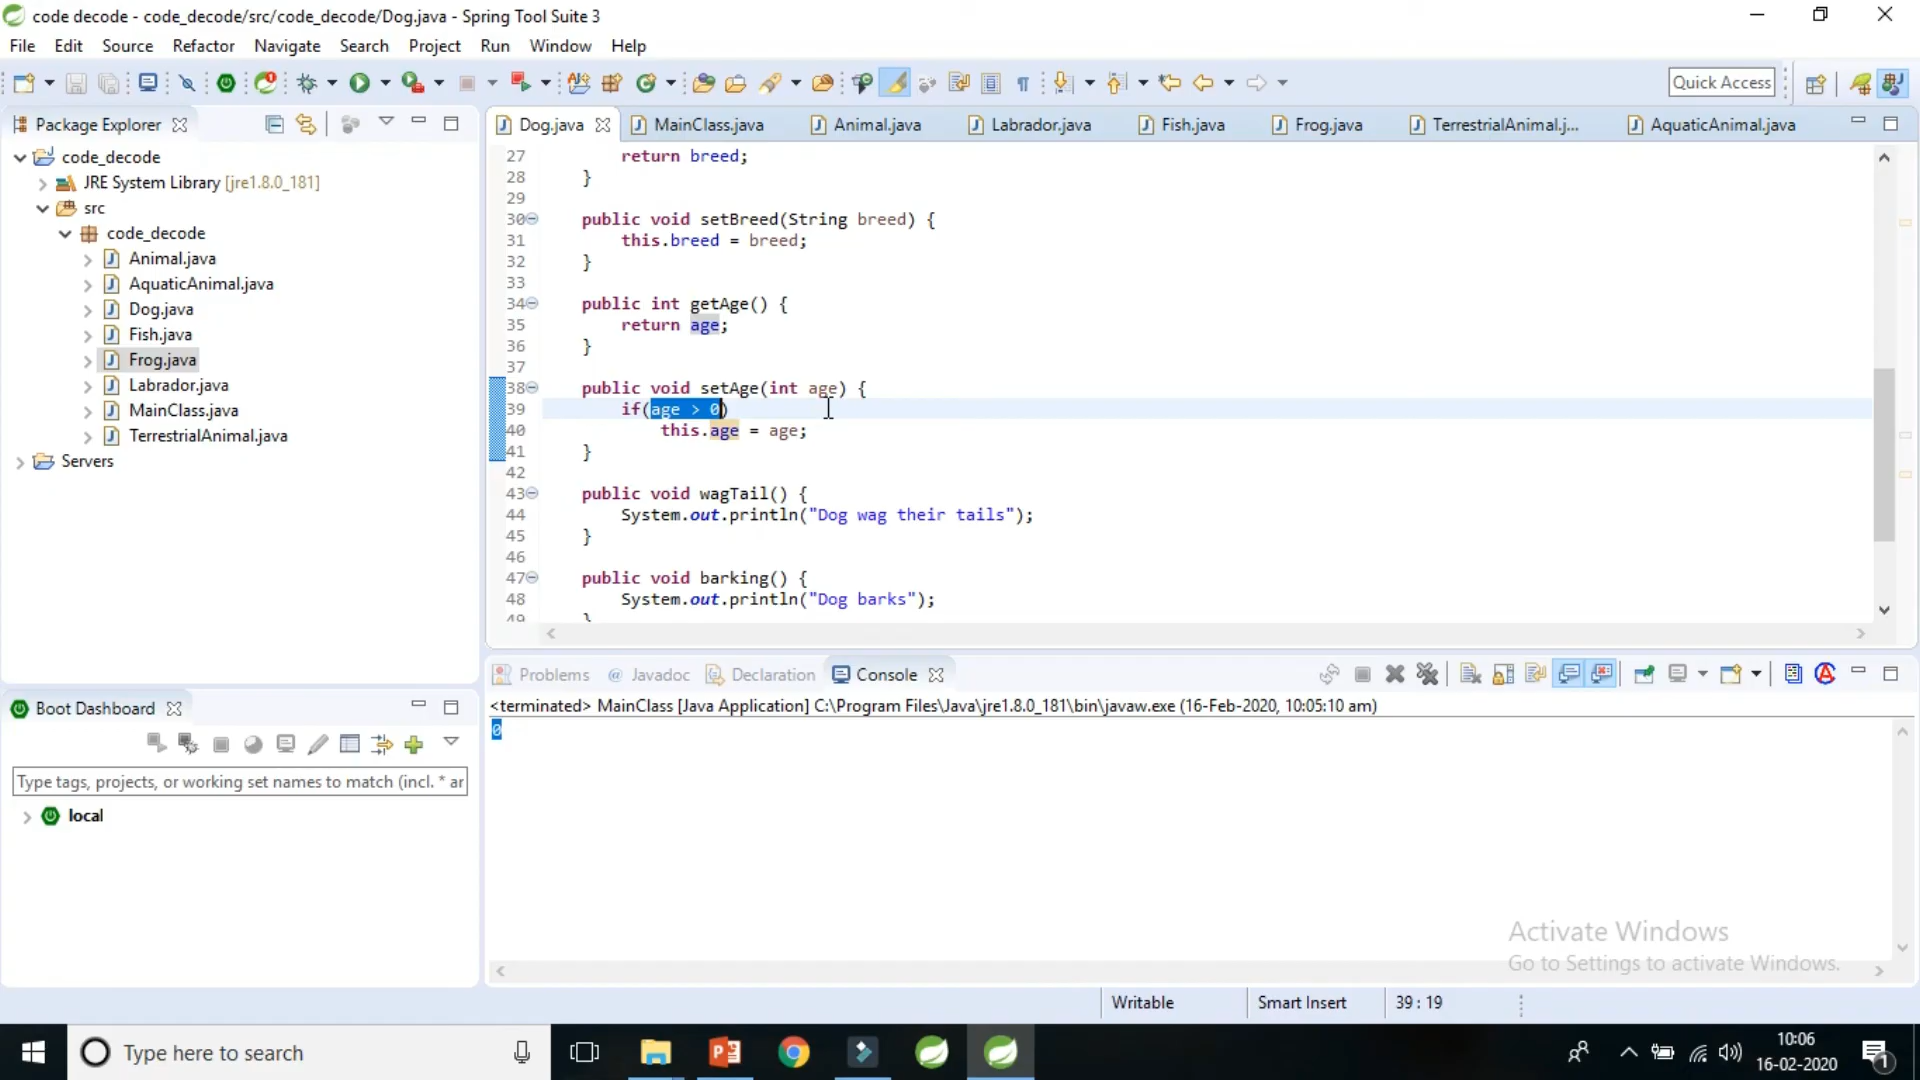 code decode - code_decode/src/code_decode/Dog.java - Spring Tool Suite 3
File Edit Source Refactor Navigate Search Project Run Window Help
Quick Access
Package Explorer
code_decode
JRE System Library [jre1.8.0_181]
src
code_decode
Animal.java
AquaticAnimal.java
Dog.java
Fish.java
Frog.java
Labrador.java
MainClass.java
TerrestrialAnimal.java
Servers
Dog.java MainClass.java Animal.java Labrador.java Fish.java Frog.java TerrestrialAnimal.j... AquaticAnimal.java
27 return breed;
28 }
29
30 public void setBreed(String breed) {
31 this.breed = breed;
32 }
33
34 public int getAge() {
35 return age;
36 }
37
38 public void setAge(int age) {
39 if(age > 0)
40 this.age = age;
41 }
42
43 public void wagTail() {
44 System.out.println("Dog wag their tails");
45 }
46
47 public void barking() {
48 System.out.println("Dog barks");
49 }
Boot Dashboard
Type tags, projects, or working set names to match (incl. * ar
local
Problems @ Javadoc Declaration Console
<terminated> MainClass [Java Application] C:\Program Files\Java\jre1.8.0_181\bin\javaw.exe (16-Feb-2020, 10:05:10 am)
0
Activate Windows
Go to Settings to activate Windows.
Writable Smart Insert 39 : 19
Type here to search
10:06
16-02-2020
1